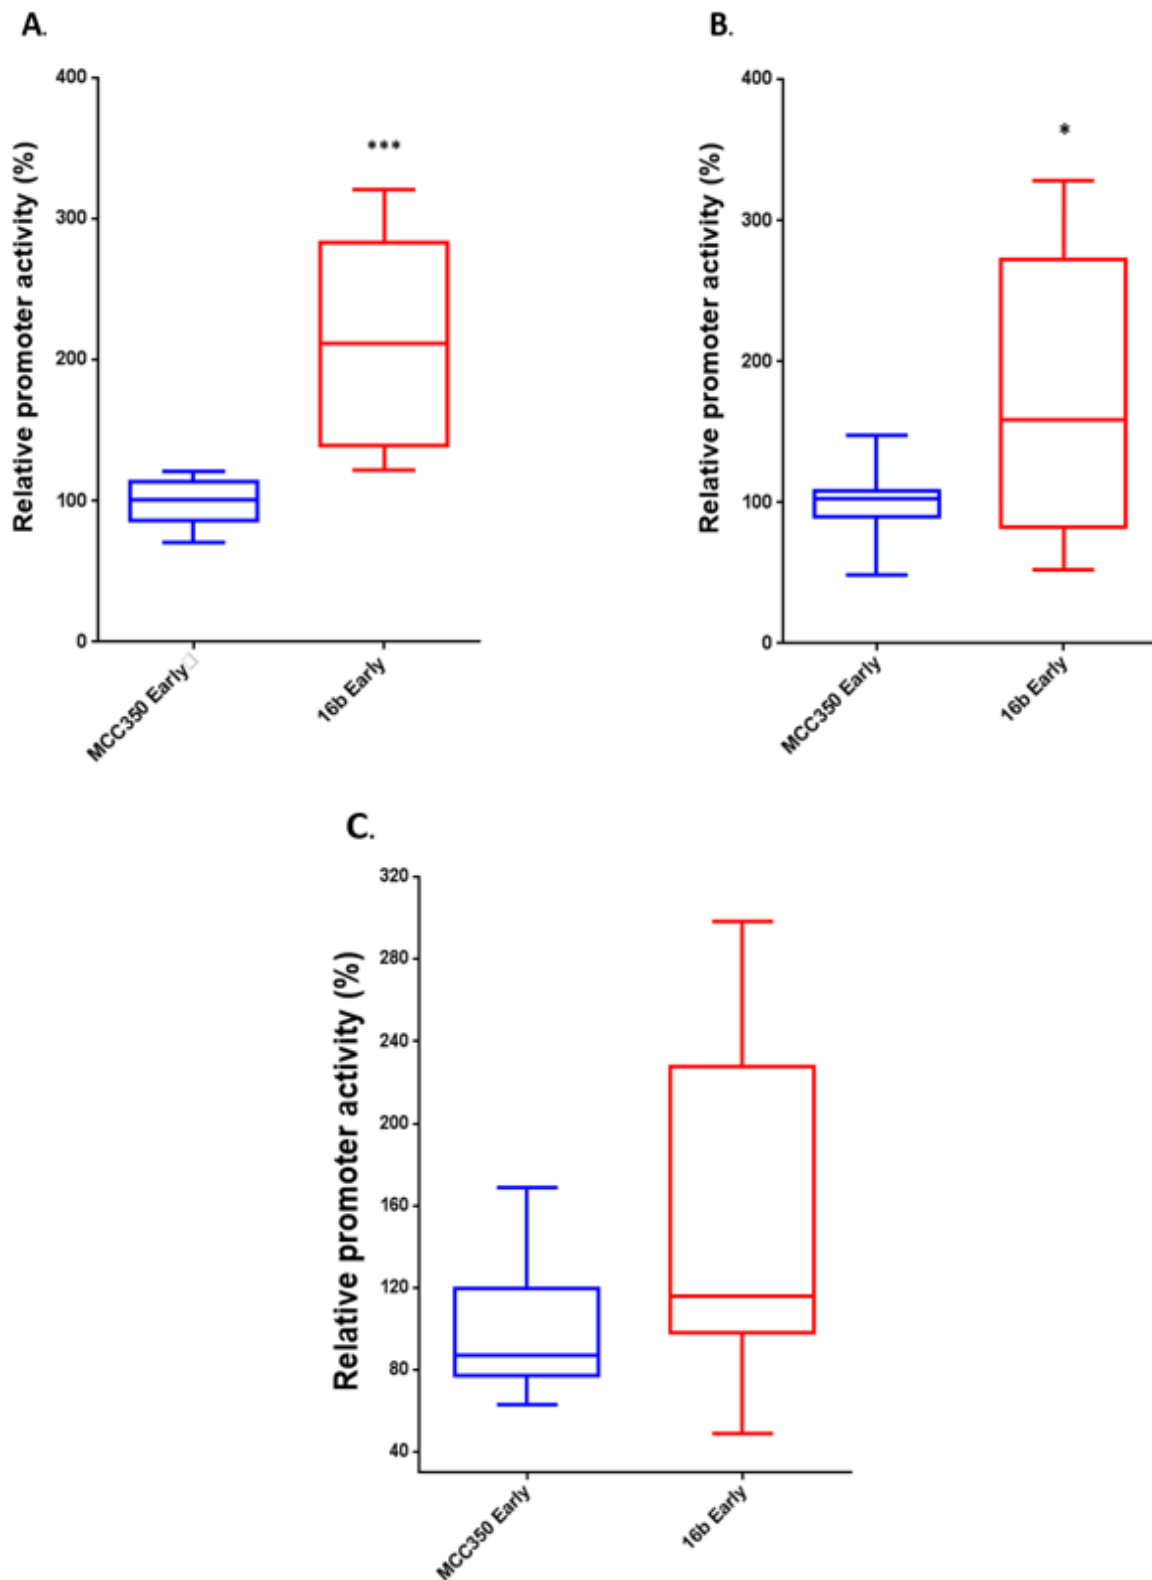 A.
B.
400
300
200
100
0
Relative promoter activity (%)
***
MCC350 Early
16b Early
400
300
200
100
0
Relative promoter activity (%)
*
MCC350 Early
16b Early
C.
320
280
240
200
160
120
80
40
Relative promoter activity (%)
MCC350 Early
16b Early